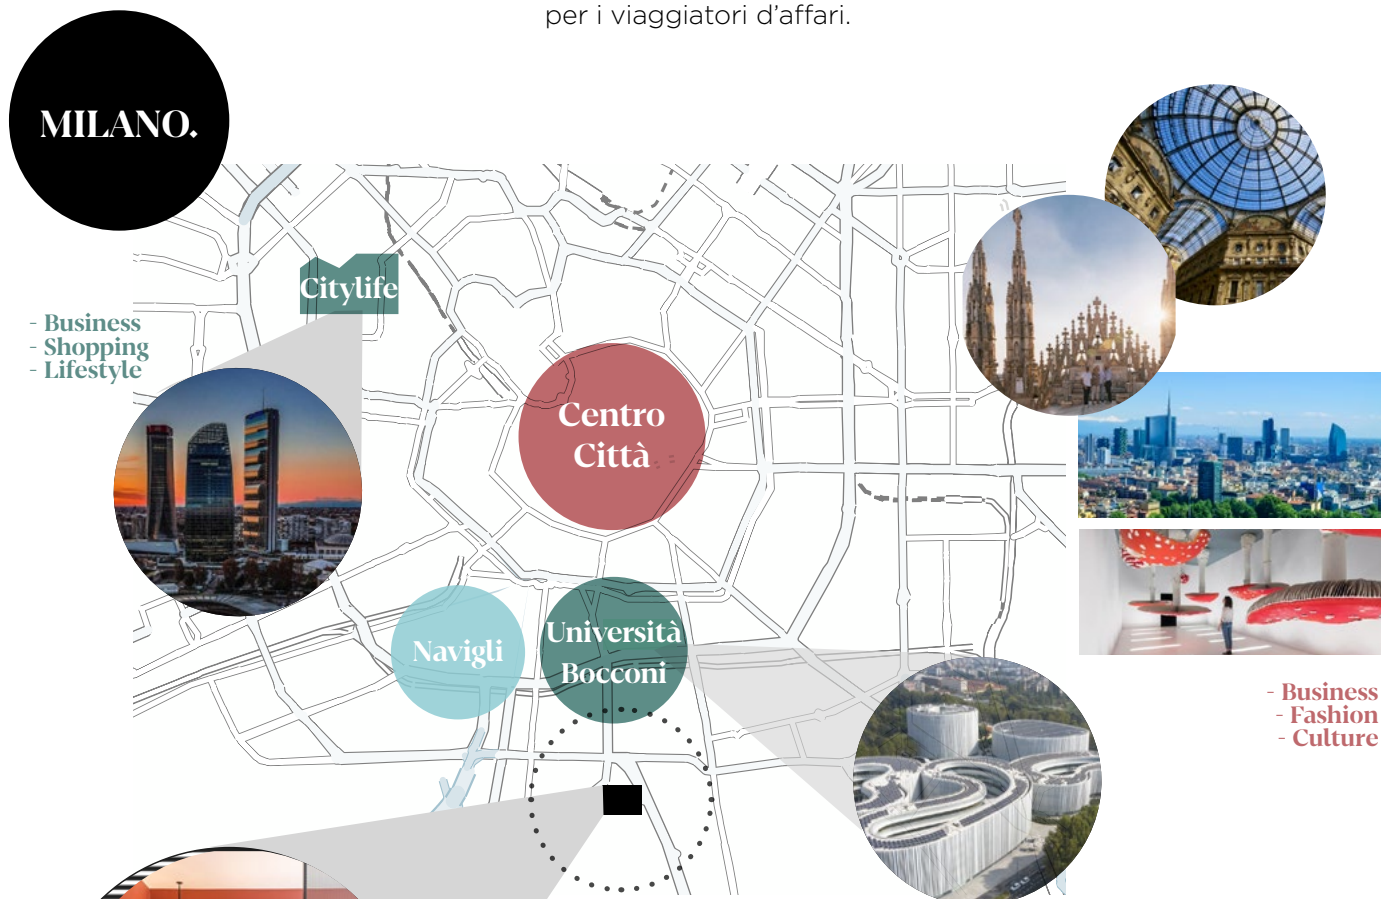 per i viaggiatori d'affari.
MILANO.
Citylife
- Business
- Shopping
- Lifestyle
Centro
Città
Navigli
Università
Bocconi
- Business
- Fashion
- Culture